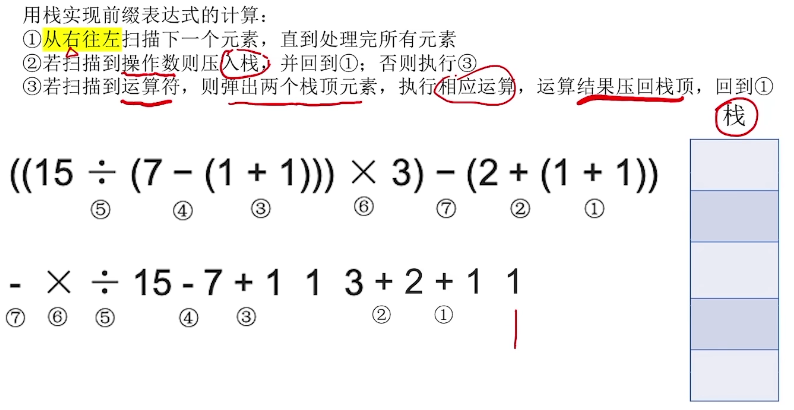 用栈实现前缀表达式的计算：
①从右往左扫描下一个元素，直到处理完所有元素
②若扫描到操作数则压入栈，并回到①；否则执行③
③若扫描到运算符，则弹出两个栈顶元素，执行相应运算，运算结果压回栈顶，回到①
栈
((15 ÷ (7 − (1 + 1))) × 3) − (2 + (1 + 1))
⑤ ④ ③ ⑥ ⑦ ② ①
- × ÷ 15 - 7 + 1 1 3 + 2 + 1 1
⑦ ⑥ ⑤ ④ ③ ② ①